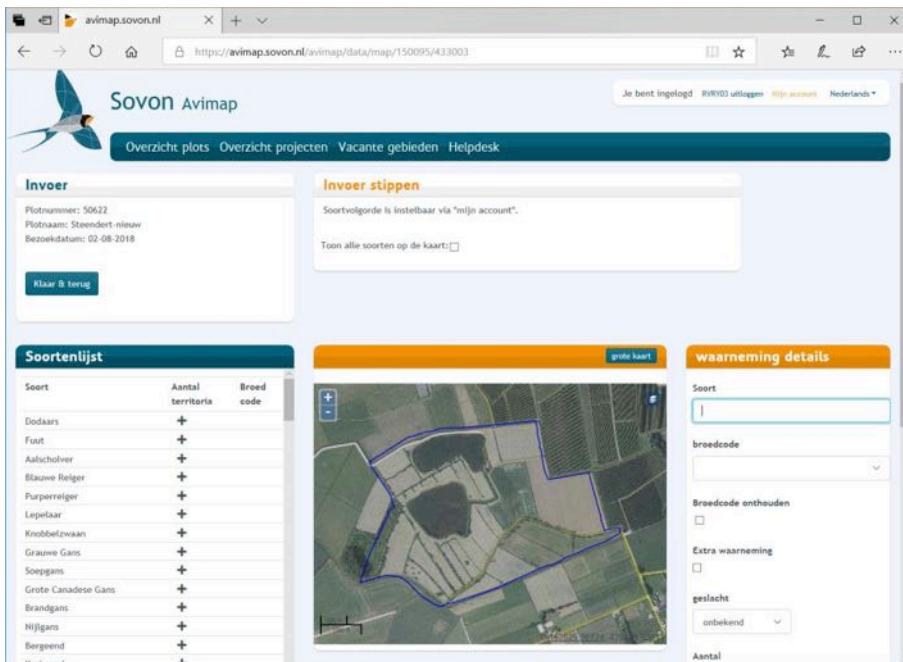 avimap.sovon.nl
https://avimap.sovon.nl/avimap/data/map/150095/433003
Sovon Avimap
Je bent ingelogd RVRY03 uitloggen Mijn account Nederlands
Overzicht plots Overzicht projecten Vacante gebieden Helpdesk
Invoer
Plotnummer: 50622
Plotnaam: Steendert-nieuw
Bezoekdatum: 02-08-2018
Klaar & terug
Invoer stippen
Soortvolgorde is instelbaar via "mijn account".
Toon alle soorten op de kaart:
Soortenlijst
Soort Aantal territoria Broed code
Dodaars +
Fuut +
Aalscholver +
Blauwe Reiger +
Purperreiger +
Lepelaar +
Knobbelzwaan +
Grauwe Gans +
Soepgans +
Grote Canadese Gans +
Brandgans +
Nijlgans +
Bergeend +
grote kaart
+
-
waarneming details
Soort
broedcode
Broedcode onthouden
Extra waarneming
geslacht
onbekend
Aantal